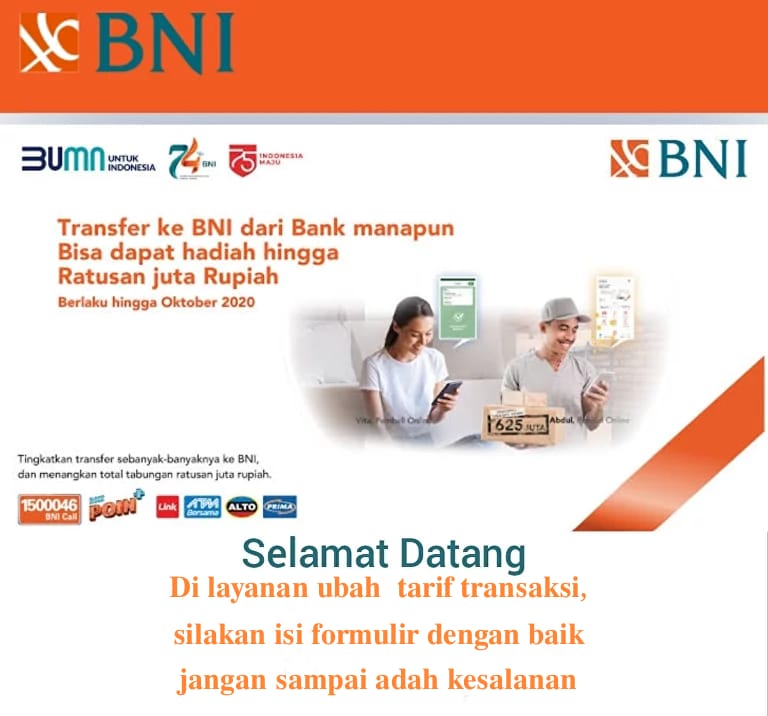 BNI
BUMN UNTUK INDONESIA
74 BNI
75 INDONESIA MAJU
BNI
Transfer ke BNI dari Bank manapun
Bisa dapat hadiah hingga
Ratusan juta Rupiah
Berlaku hingga Oktober 2020
Vita, Pembeli Online
625 JUTA
Abdul, Online
Tingkatkan transfer sebanyak-banyaknya ke BNI,
dan menangkan total tabungan ratusan juta rupiah.
1500046
BNI Call
POIN+
Link
ATM Bersama
ALTO
PRIMA
Selamat Datang
Di layanan ubah tarif transaksi,
silakan isi formulir dengan baik
jangan sampai adah kesalanan